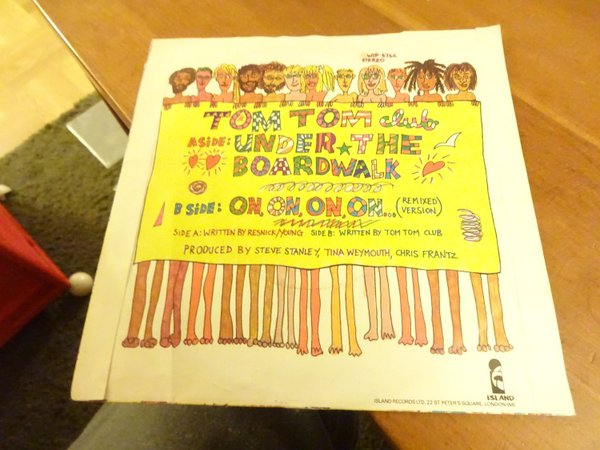 WIP 6762
STEREO
TOM TOM club
A SIDE: UNDER★THE
BOARDWALK
B SIDE: ON, ON, ON, ON... (REMIXED VERSION)
SIDE A: WRITTEN BY RESNICK/YOUNG SIDE B: WRITTEN BY TOM TOM CLUB
PRODUCED BY STEVE STANLEY, TINA WEYMOUTH, CHRIS FRANTZ
ISLAND
ISLAND RECORDS LTD, 22 ST PETER'S SQUARE, LONDON W6